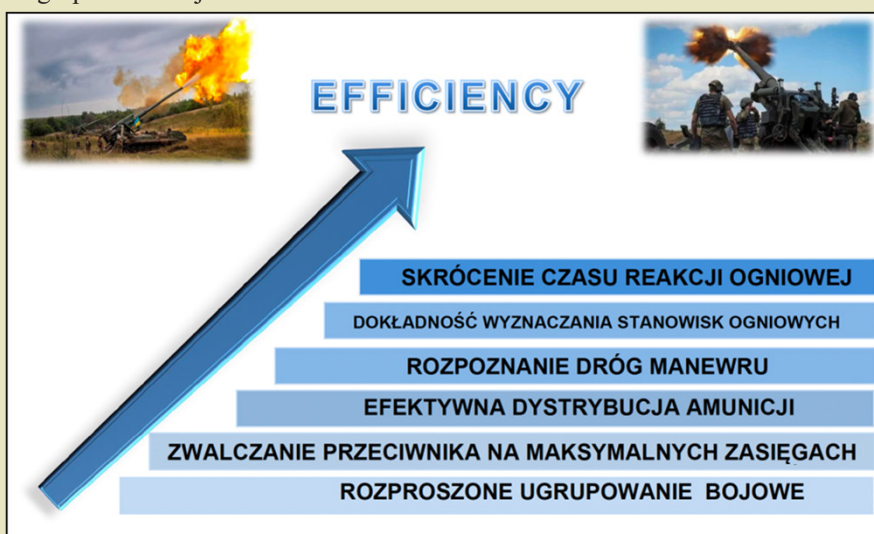 EFFICIENCY
SKRÓCENIE CZASU REAKCJI OGNIOWEJ
DOKŁADNOŚĆ WYZNACZANIA STANOWISK OGNIOWYCH
ROZPOZNANIE DRÓG MANEWRU
EFEKTYWNA DYSTRYBUCJA AMUNICJI
ZWALCZANIE PRZECIWNIKA NA MAKSYMALNYCH ZASIĘGACH
ROZPROSZONE UGRUPOWANIE BOJOWE